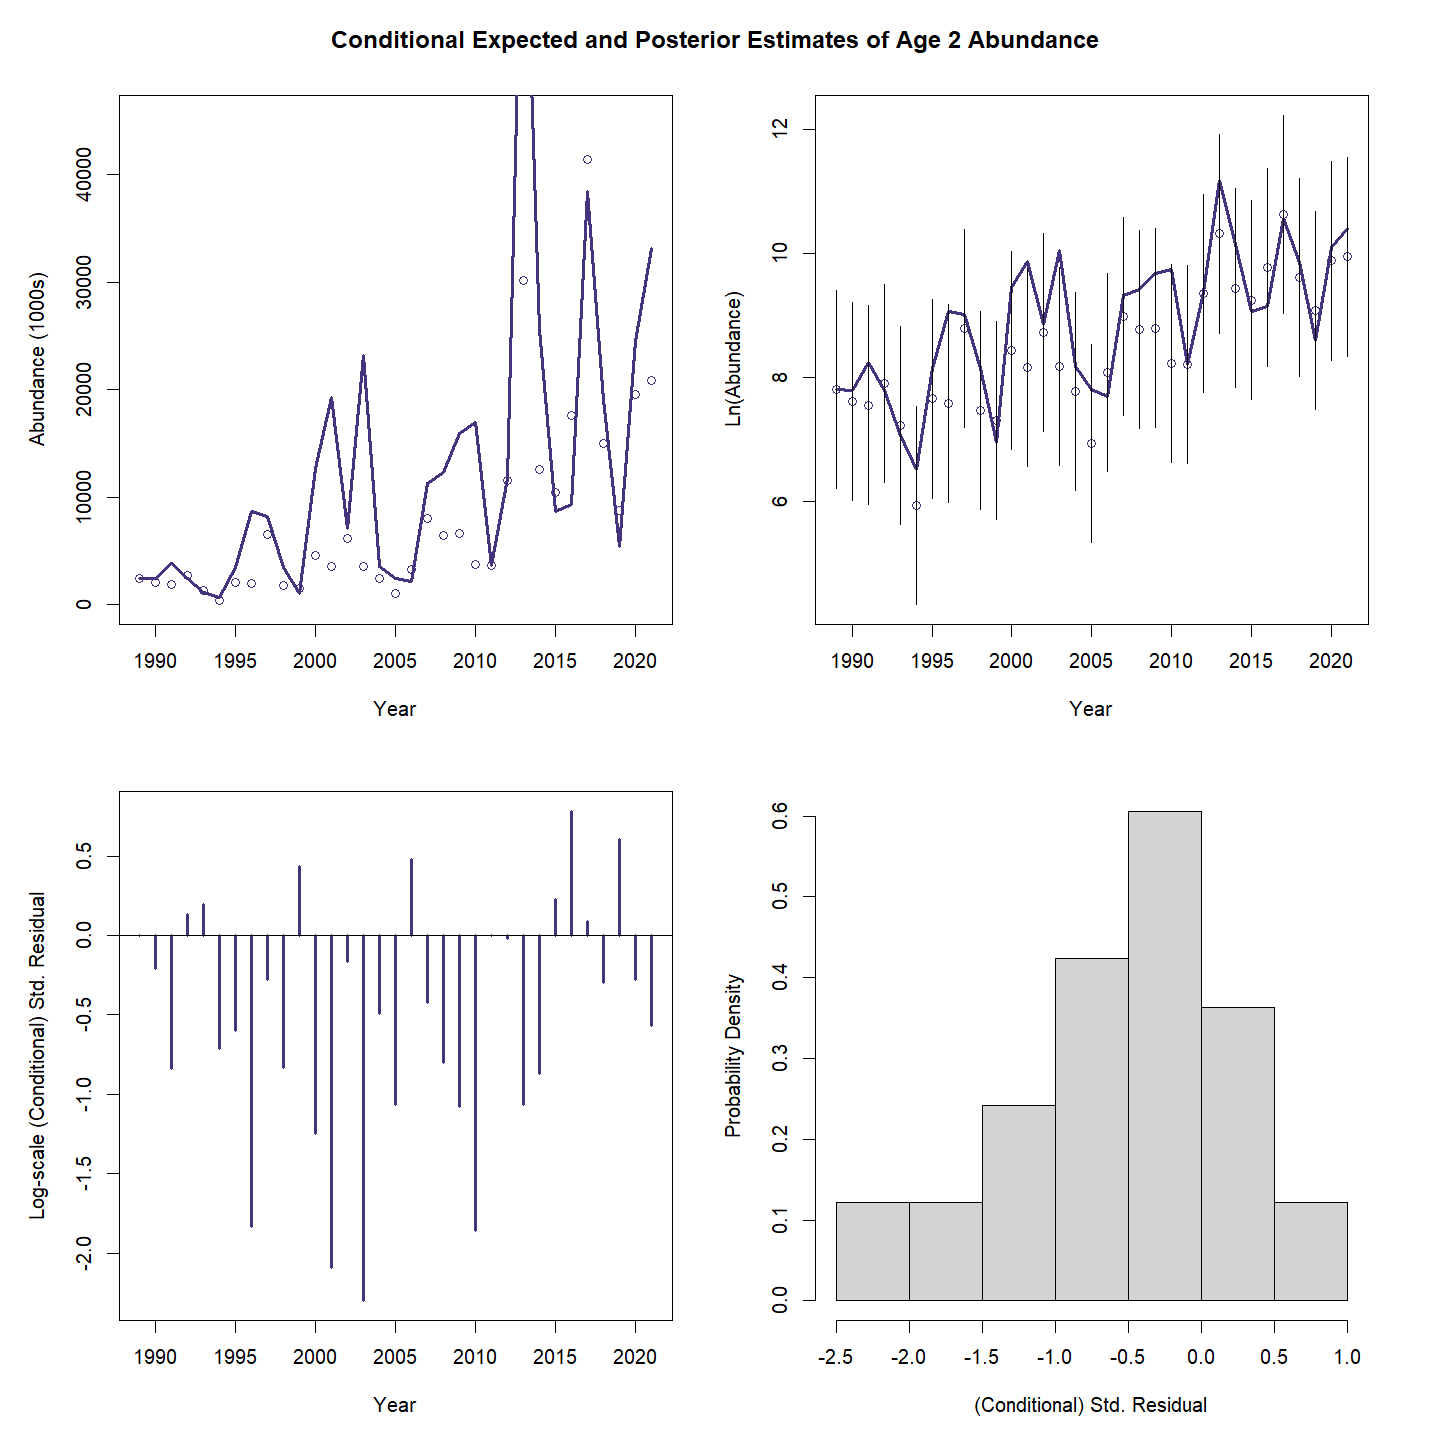 Conditional Expected and Posterior Estimates of Age 2 Abundance
Abundance (1000s)
0 10000 20000 30000 40000
1990 1995 2000 2005 2010 2015 2020
Year
Ln(Abundance)
6 8 10 12
1990 1995 2000 2005 2010 2015 2020
Year
Log-scale (Conditional) Std. Residual
-2.0 -1.5 -1.0 -0.5 0.0 0.5
1990 1995 2000 2005 2010 2015 2020
Year
Probability Density
0.0 0.1 0.2 0.3 0.4 0.5 0.6
-2.5 -2.0 -1.5 -1.0 -0.5 0.0 0.5 1.0
(Conditional) Std. Residual